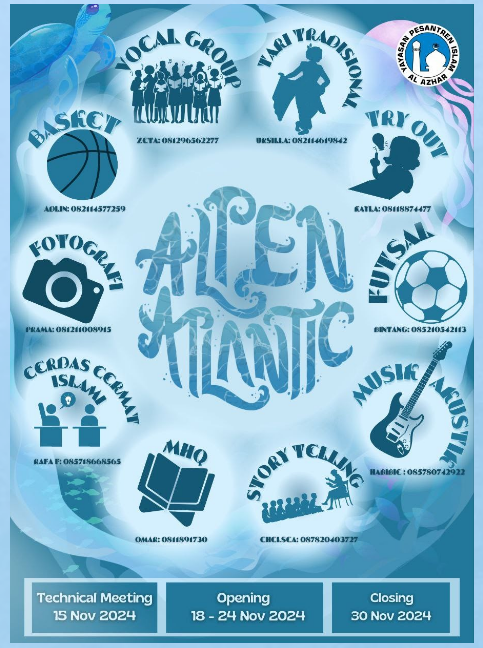 YAYASAN PESANTREN ISLAM
AL AZHAR
VOCAL GROUP
ZETA: 081296562277
TARI TRADISIONAL
URSILLA: 082114619842
BASKET
AOLIN: 082114577259
TRY OUT
KAYLA: 08118874477
FOTOGRAFI
PRAMA: 081211008915
ALPEN
ATLANTIC
FUTSAL
BINTANG: 085210542113
CERDAS CERMAT
ISLAMI
RAFA F: 085718668565
MUSIK AKUSTIK
HABIBIE : 085780742922
MHQ
OMAR: 0811891730
STORY TELLING
CHELSEA: 087820403727
Technical Meeting
15 Nov 2024
Opening
18 - 24 Nov 2024
Closing
30 Nov 2024